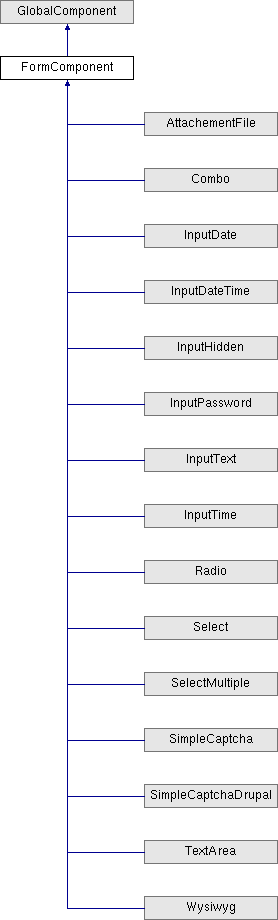 GlobalComponent
FormComponent
AttachementFile
Combo
InputDate
InputDateTime
InputHidden
InputPassword
InputText
InputTime
Radio
Select
SelectMultiple
SimpleCaptcha
SimpleCaptchaDrupal
TextArea
Wysiwyg